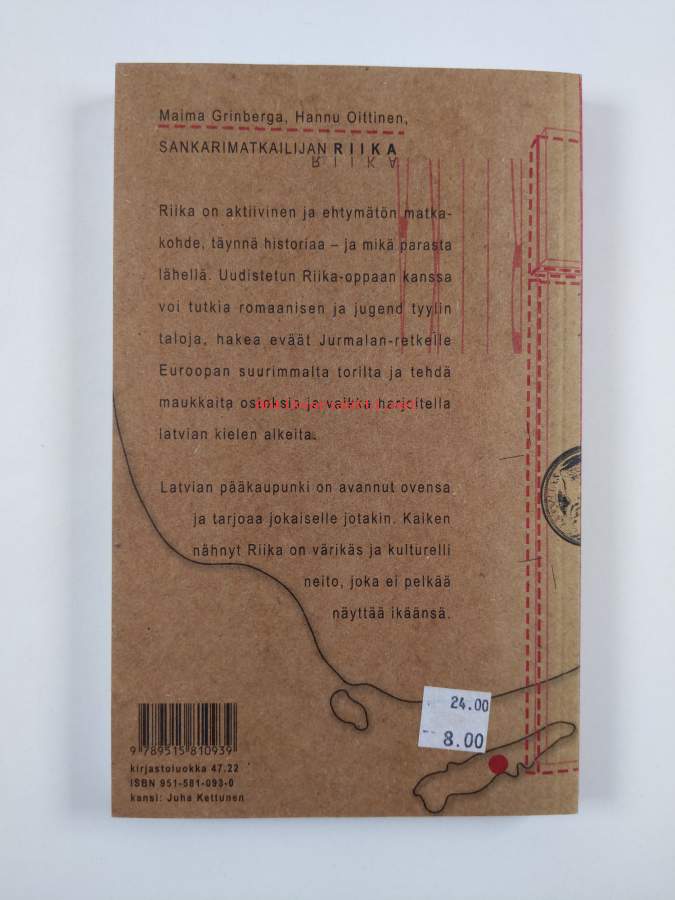 Maima Grinberga, Hannu Oittinen,
SANKARIMATKAILIJAN RIIKA
RIIKA
Riika on aktiivinen ja ehtymätön matka-
kohde, täynnä historiaa – ja mikä parasta
lähellä. Uudistetun Riika-oppaan kanssa
voi tutkia romaanisen ja jugend tyylin
taloja, hakea eväät Jurmalan-retkelle
Euroopan suurimmalta torilta ja tehdä
maukkaita ostoksia ja vaikka harjoitella
latvian kielen alkeita.
Latvian pääkaupunki on avannut ovensa
ja tarjoaa jokaiselle jotakin. Kaiken
nähnyt Riika on värikäs ja kulturelli
neito, joka ei pelkää
näyttää ikäänsä.
24.00
8.00
9 789515 810939
kirjastoluokka 47.22
ISBN 951-581-093-0
kansi: Juha Kettunen